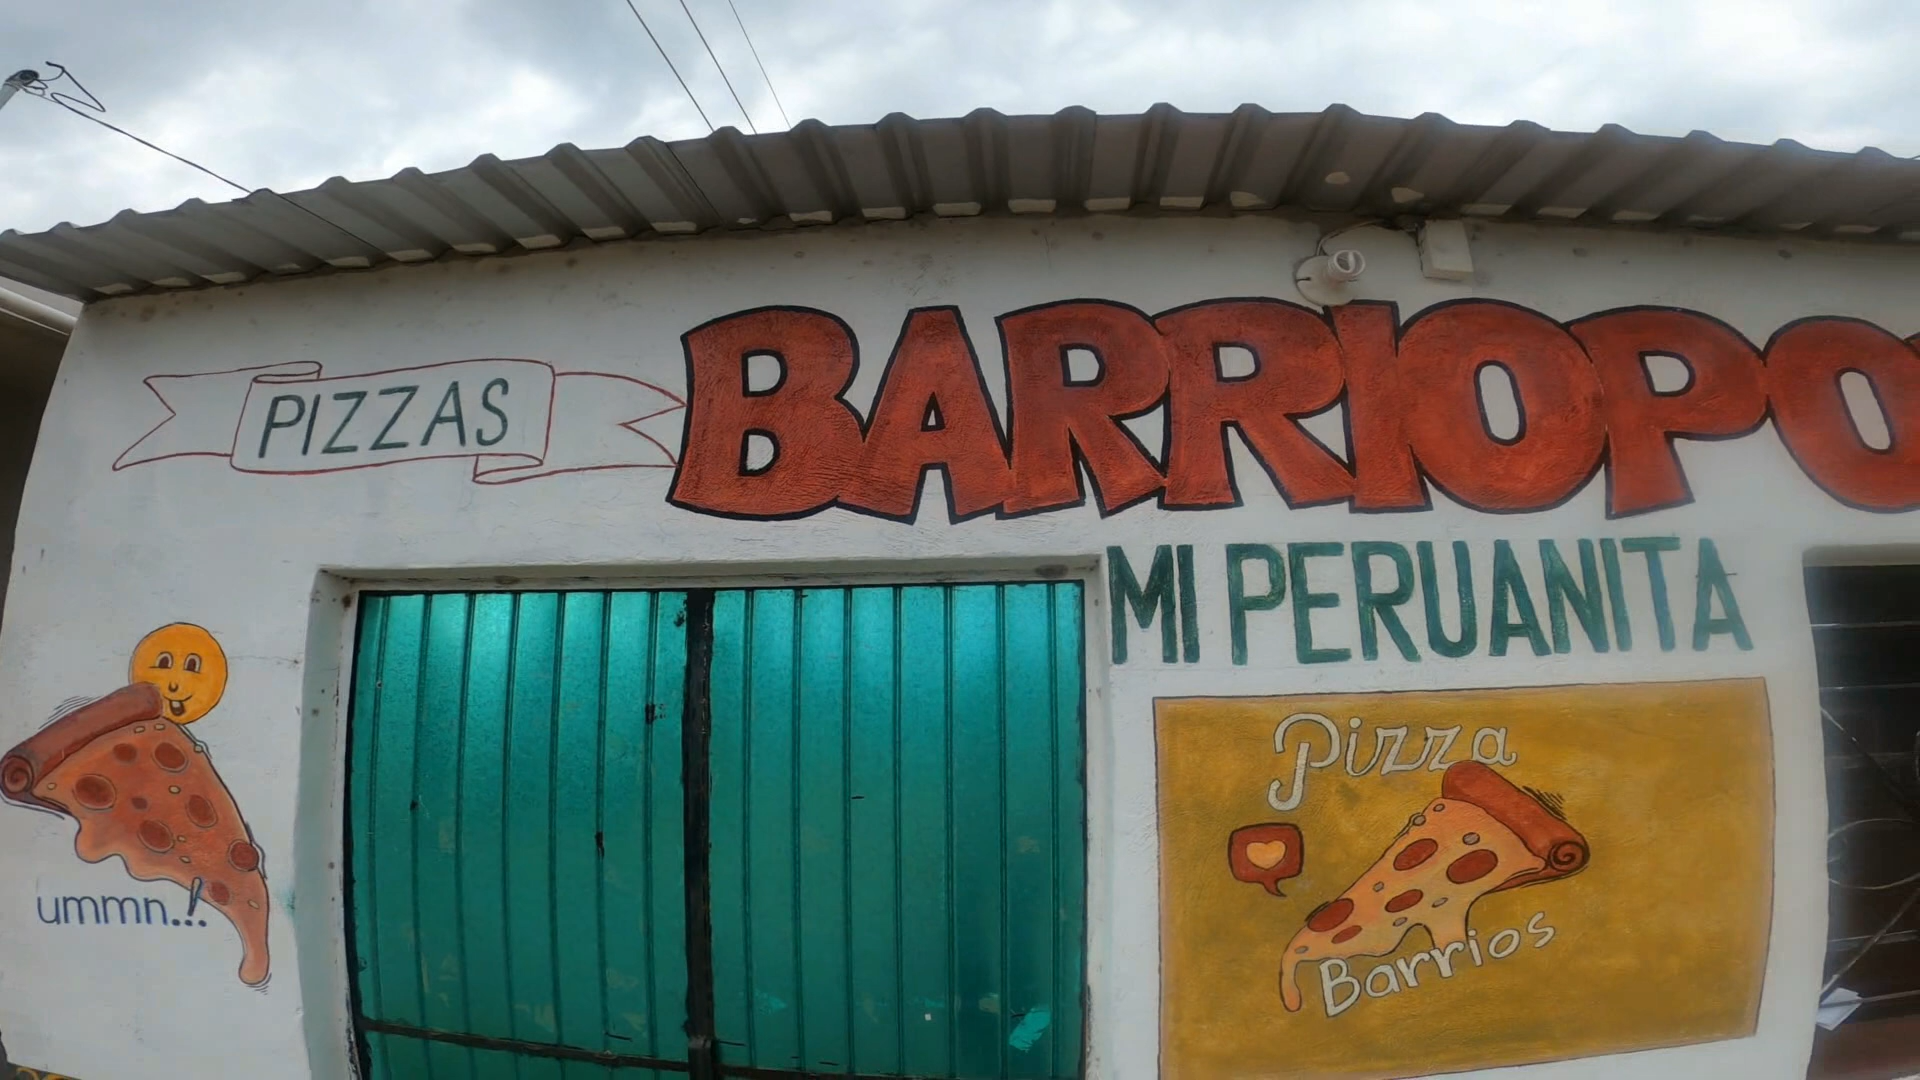 PIZZAS
BARRIOPO
MI PERUANITA
ummn..!
Pizza
Barrios